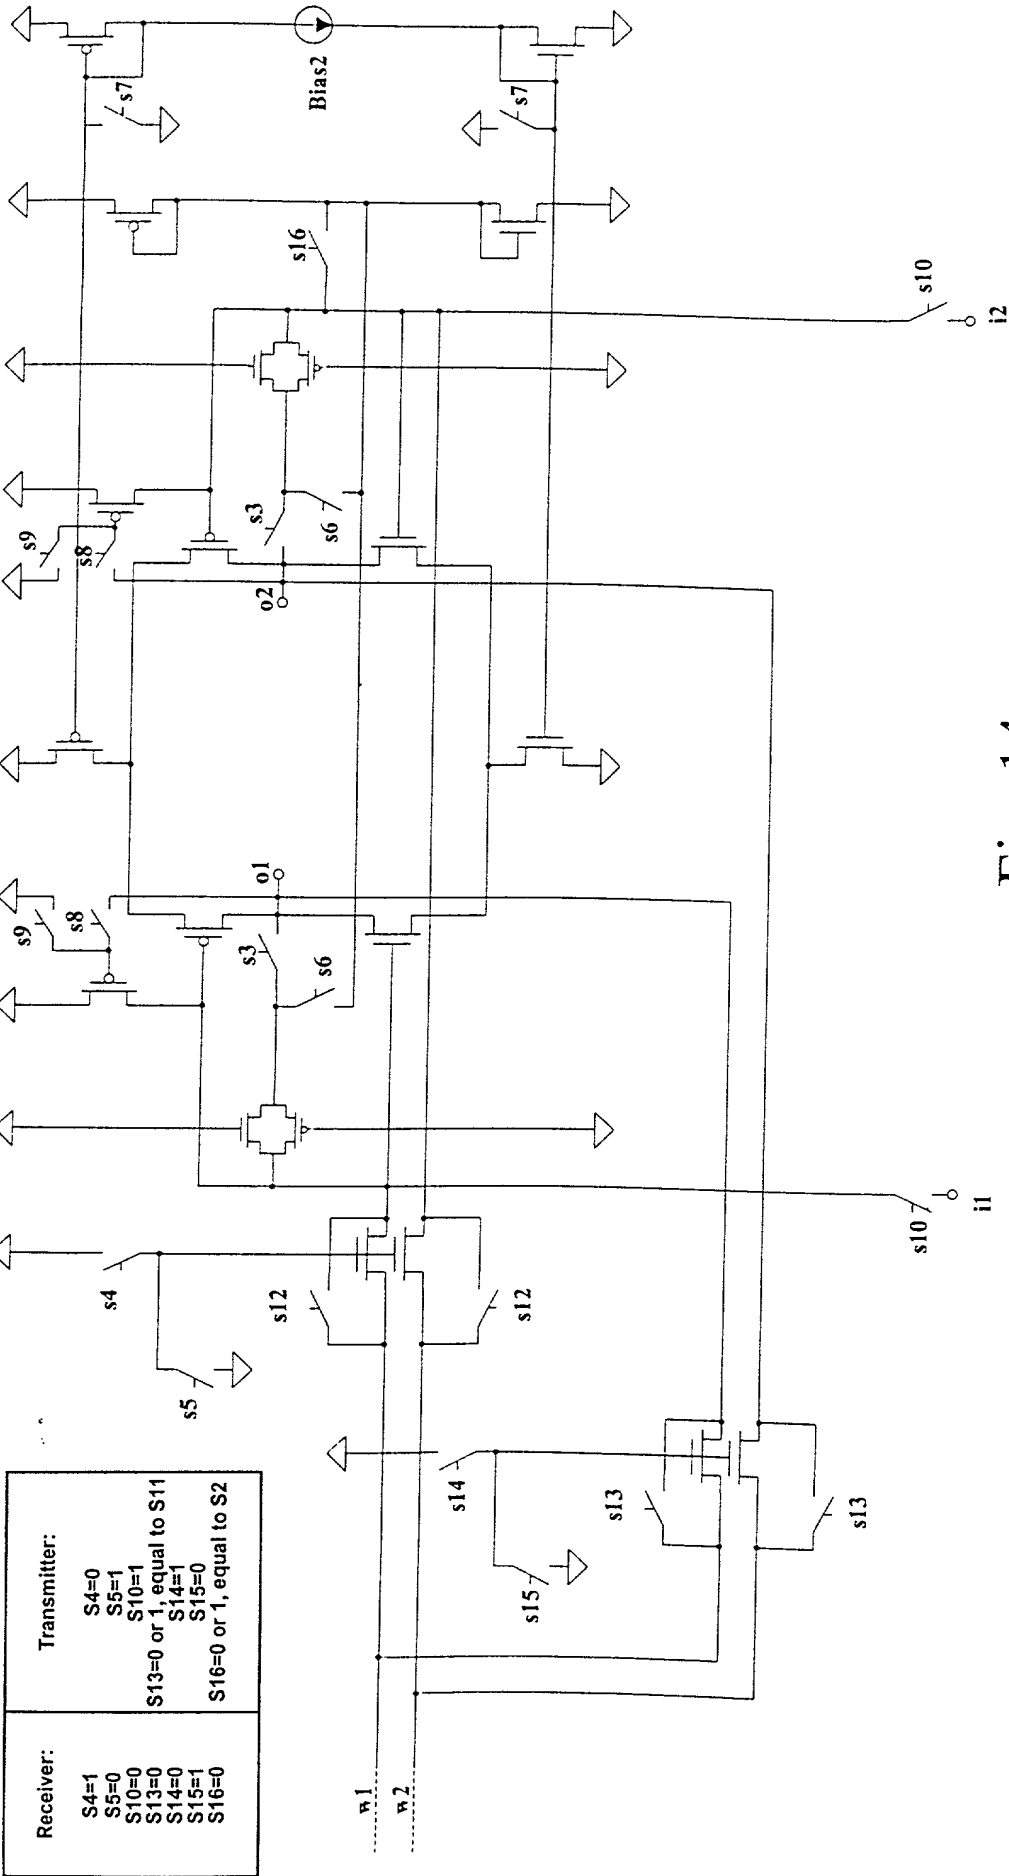 Receiver:
S4=1
S5=0
S10=0
S13=0
S14=0
S15=1
S16=0
Transmitter:
S4=0
S5=1
S10=1
S13=0 or 1, equal to S11
S14=1
S15=0
S16=0 or 1, equal to S2
s5
s4
s12
s12
s14
s15
s13
s13
w1
w2
s10
i1
s9
s8
s3
s6
o1
s9
s8
s3
s6
o2
s16
s7
s7
Bias2
s10
i2